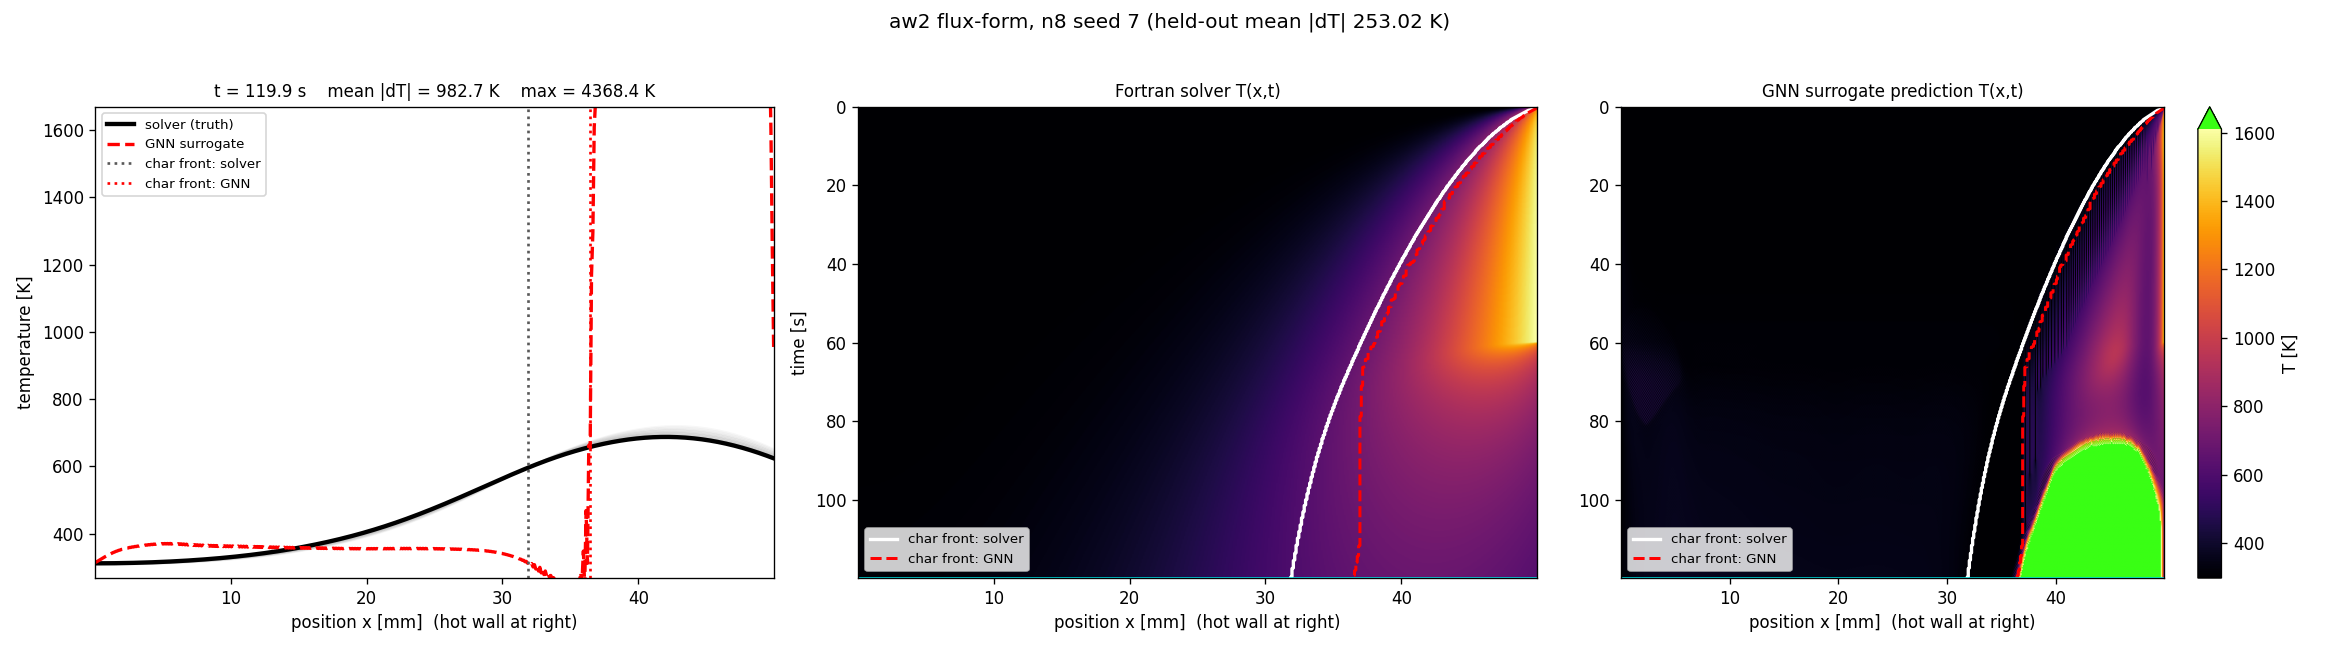 aw2 flux-form, n8 seed 7 (held-out mean |dT| 253.02 K)
t = 119.9 s    mean |dT| = 982.7 K    max = 4368.4 K
temperature [K]
1600
1400
1200
1000
800
600
400
solver (truth)
GNN surrogate
char front: solver
char front: GNN
10
20
30
40
position x [mm]  (hot wall at right)
Fortran solver T(x,t)
time [s]
0
20
40
60
80
100
char front: solver
char front: GNN
10
20
30
40
position x [mm]  (hot wall at right)
GNN surrogate prediction T(x,t)
0
20
40
60
80
100
char front: solver
char front: GNN
10
20
30
40
position x [mm]  (hot wall at right)
1600
1400
1200
1000
800
600
400
T [K]